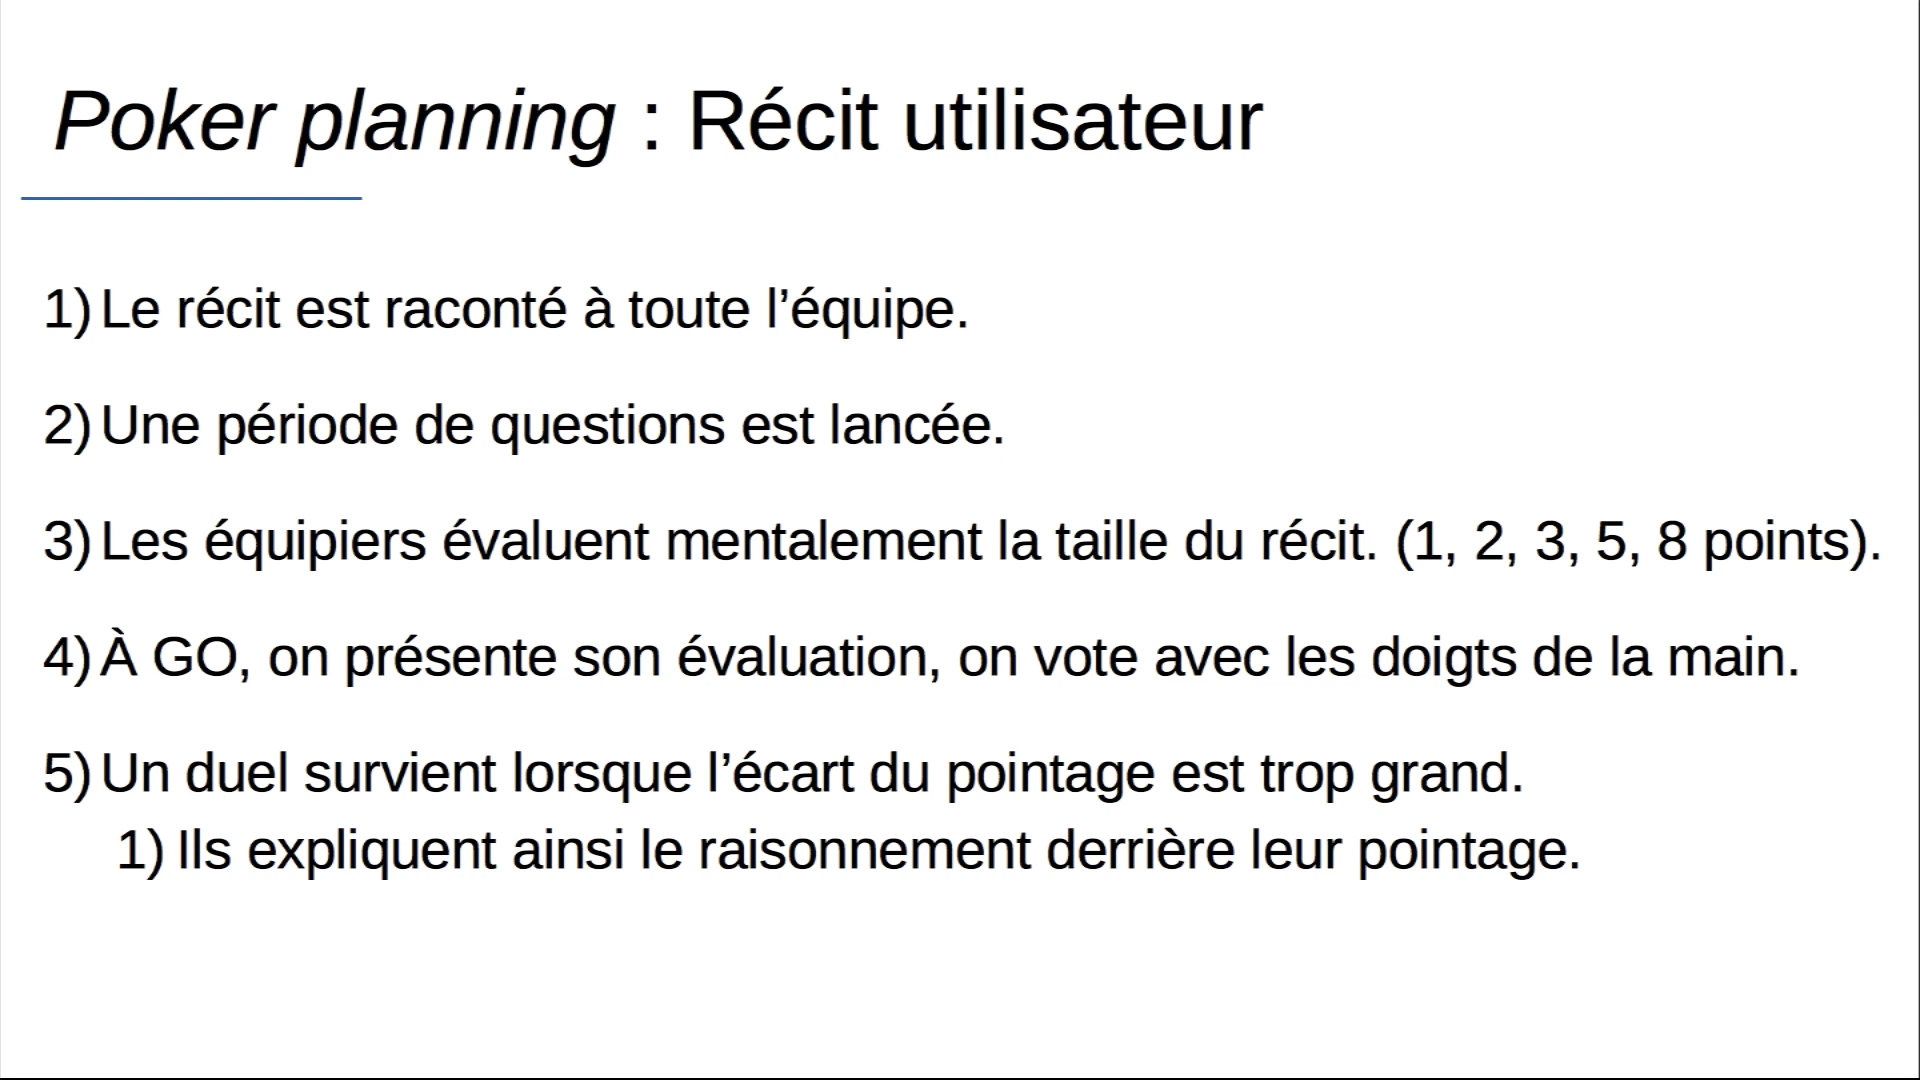 Poker planning : Récit utilisateur
1) Le récit est raconté à toute l’équipe.
2) Une période de questions est lancée.
3) Les équipiers évaluent mentalement la taille du récit. (1, 2, 3, 5, 8 points).
4) À GO, on présente son évaluation, on vote avec les doigts de la main.
5) Un duel survient lorsque l’écart du pointage est trop grand.
1) Ils expliquent ainsi le raisonnement derrière leur pointage.